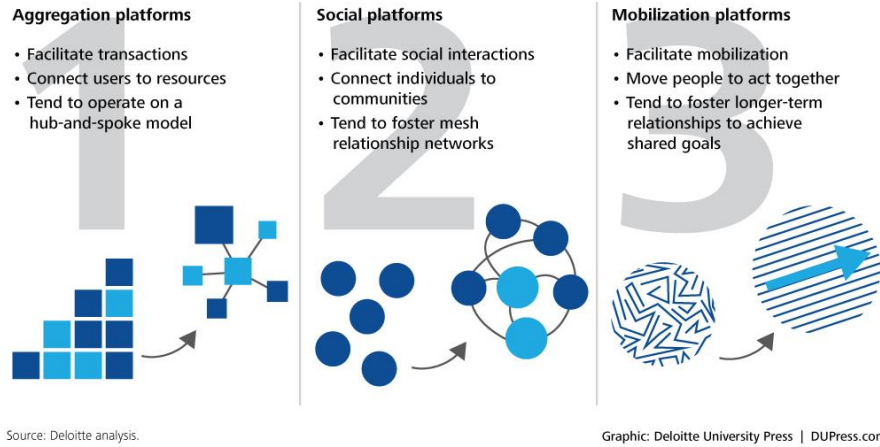 Aggregation platforms
• Facilitate transactions
• Connect users to resources
• Tend to operate on a
hub-and-spoke model
1
Social platforms
• Facilitate social interactions
• Connect individuals to
communities
• Tend to foster mesh
relationship networks
2
Mobilization platforms
• Facilitate mobilization
• Move people to act together
• Tend to foster longer-term
relationships to achieve
shared goals
3
Source: Deloitte analysis.
Graphic: Deloitte University Press | DUPress.com